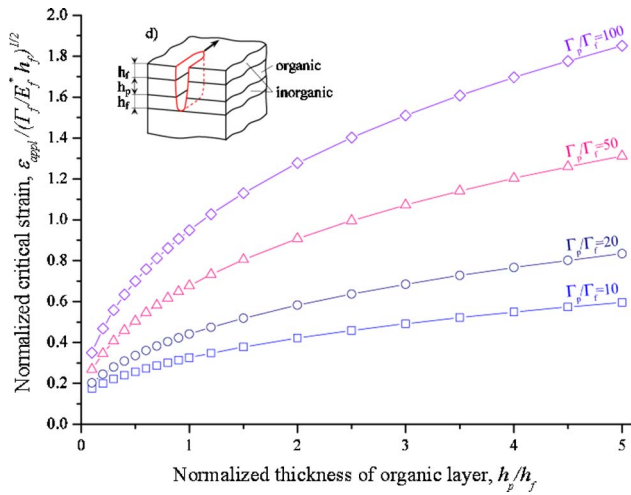 Normalized critical strain, ε_appl/(Γ_f/E_f^* h_f)^1/2
2.0
1.8
1.6
1.4
1.2
1.0
0.8
0.6
0.4
0.2
0.0
d)
h_f
h_p
h_f
organic
inorganic
Γ_p/Γ_f=100
Γ_p/Γ_f=50
Γ_p/Γ_f=20
Γ_p/Γ_f=10
0 1 2 3 4 5
Normalized thickness of organic layer, h_p/h_f